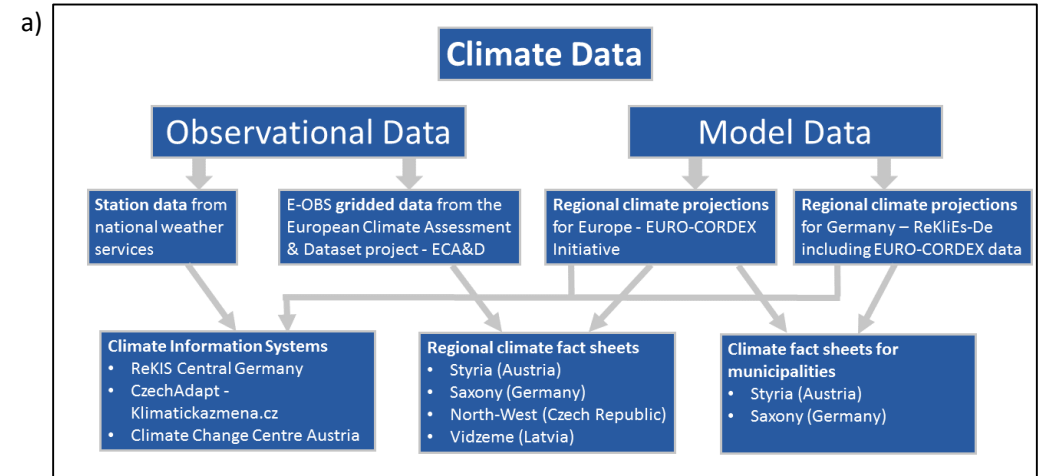 a)
Climate Data
Observational Data
Model Data
Station data from
national weather
services
E-OBS gridded data from the
European Climate Assessment
& Dataset project - ECA&D
Regional climate projections
for Europe - EURO-CORDEX
Initiative
Regional climate projections
for Germany – ReKliEs-De
including EURO-CORDEX data
Climate Information Systems
• ReKIS Central Germany
• CzechAdapt -
Klimatickazmena.cz
• Climate Change Centre Austria
Regional climate fact sheets
• Styria (Austria)
• Saxony (Germany)
• North-West (Czech Republic)
• Vidzeme (Latvia)
Climate fact sheets for
municipalities
• Styria (Austria)
• Saxony (Germany)